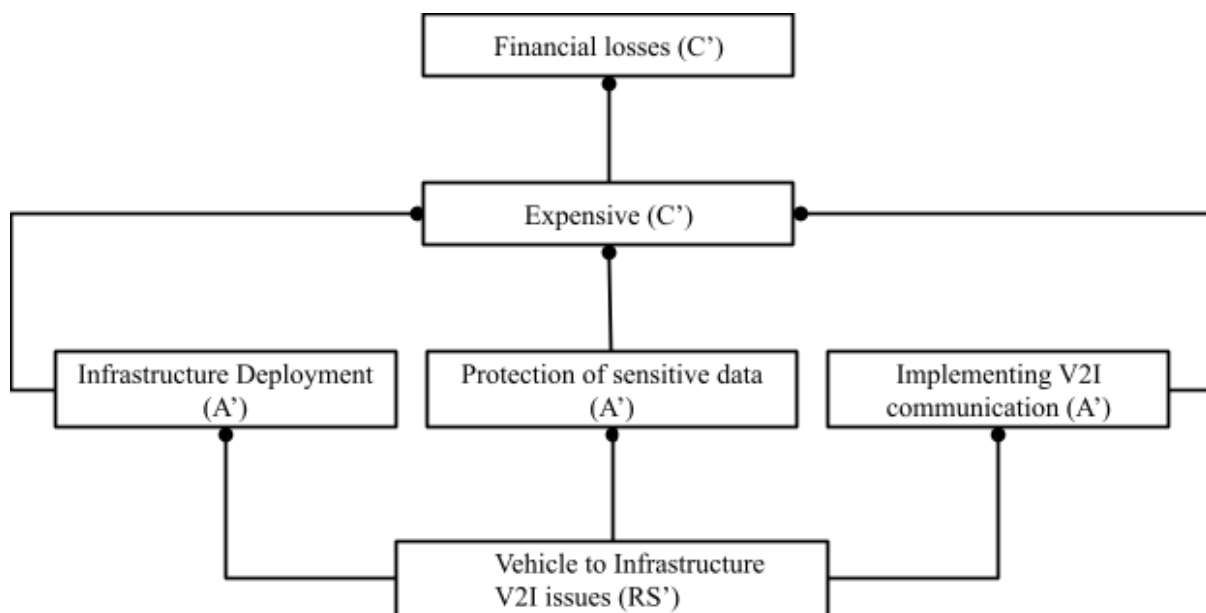 Financial losses (C’)
Expensive (C’)
Infrastructure Deployment
(A’)
Protection of sensitive data
(A’)
Implementing V2I
communication (A’)
Vehicle to Infrastructure
V2I issues (RS’)